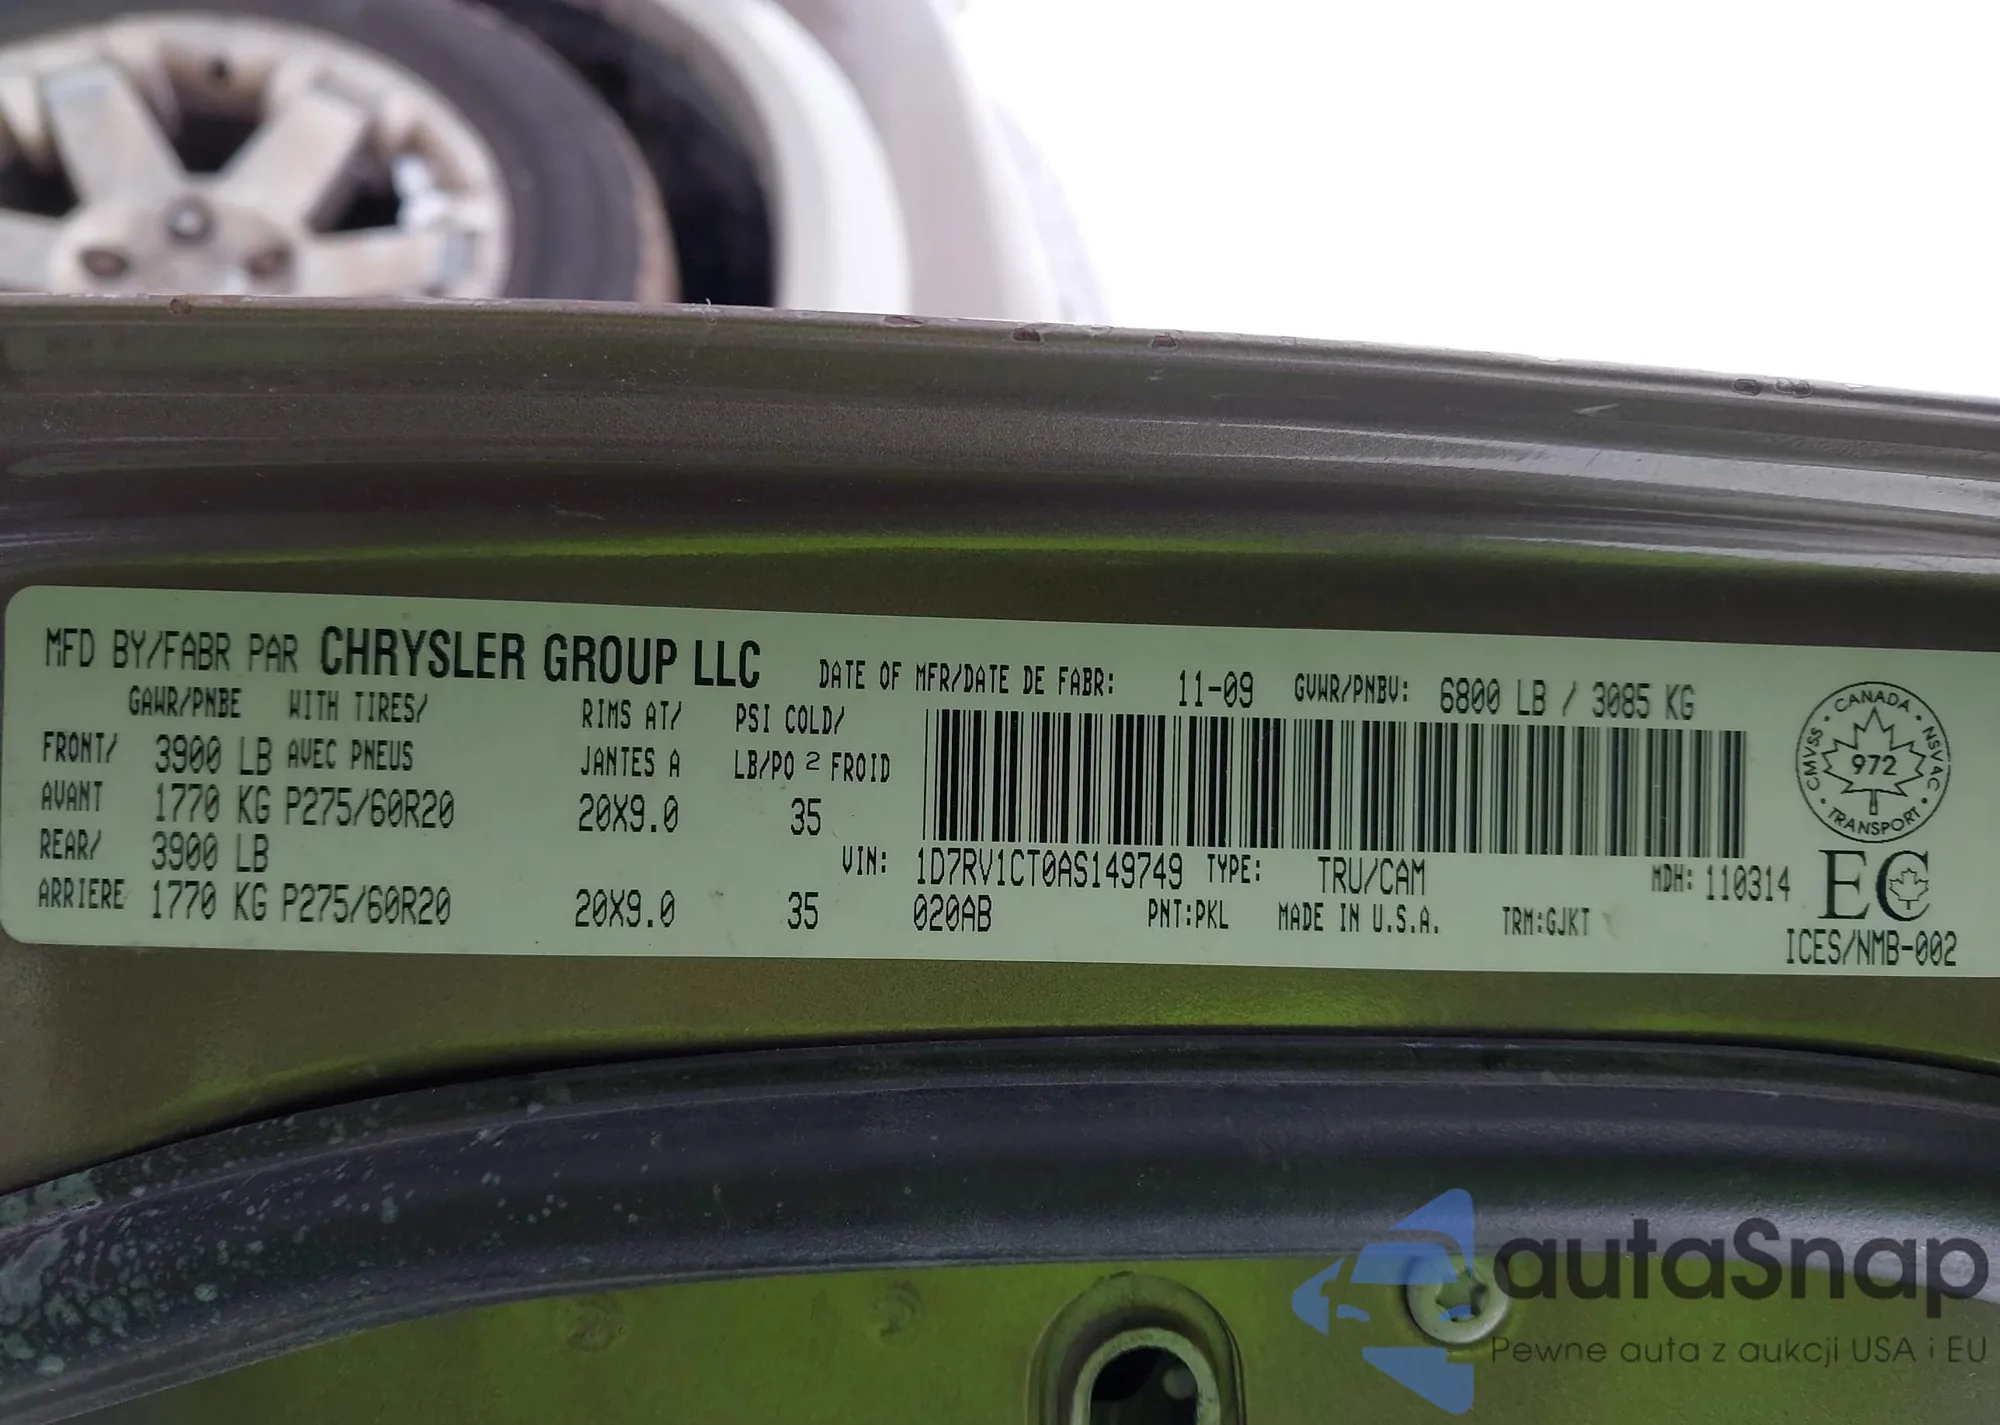 MFD BY/FABR PAR CHRYSLER GROUP LLC DATE OF MFR/DATE DE FABR: 11-09 GVWR/PNBV: 6800 LB / 3085 KG
GAWR/PNBE WITH TIRES/ RIMS AT/ PSI COLD/
FRONT/ 3900 LB AVEC PNEUS JANTES A LB/PO 2 FROID
AVANT 1770 KG P275/60R20 20X9.0 35
REAR/ 3900 LB VIN: 1D7RV1CT0AS149749 TYPE: TRU/CAM MDH: 110314
ARRIERE 1770 KG P275/60R20 20X9.0 35 020AB PNT:PKL MADE IN U.S.A. TRM:GJKT
CANADA · NSVAC · TRANSPORT · CMVSS ·
972
EC
ICES/NMB-002
autaSnap
Pewne auta z aukcji USA i EU